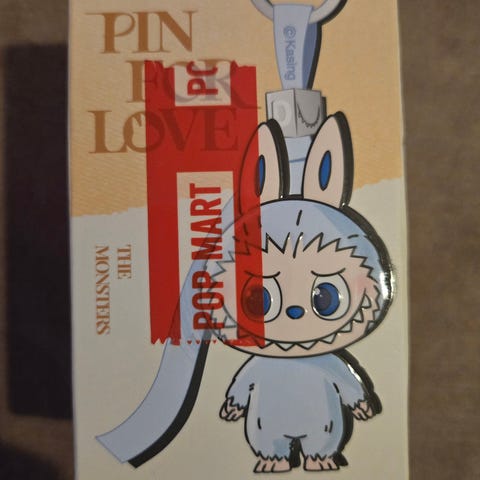 PIN
FOR
LOVE
©Kasing
PO
POP MART
THE
MONSTERS